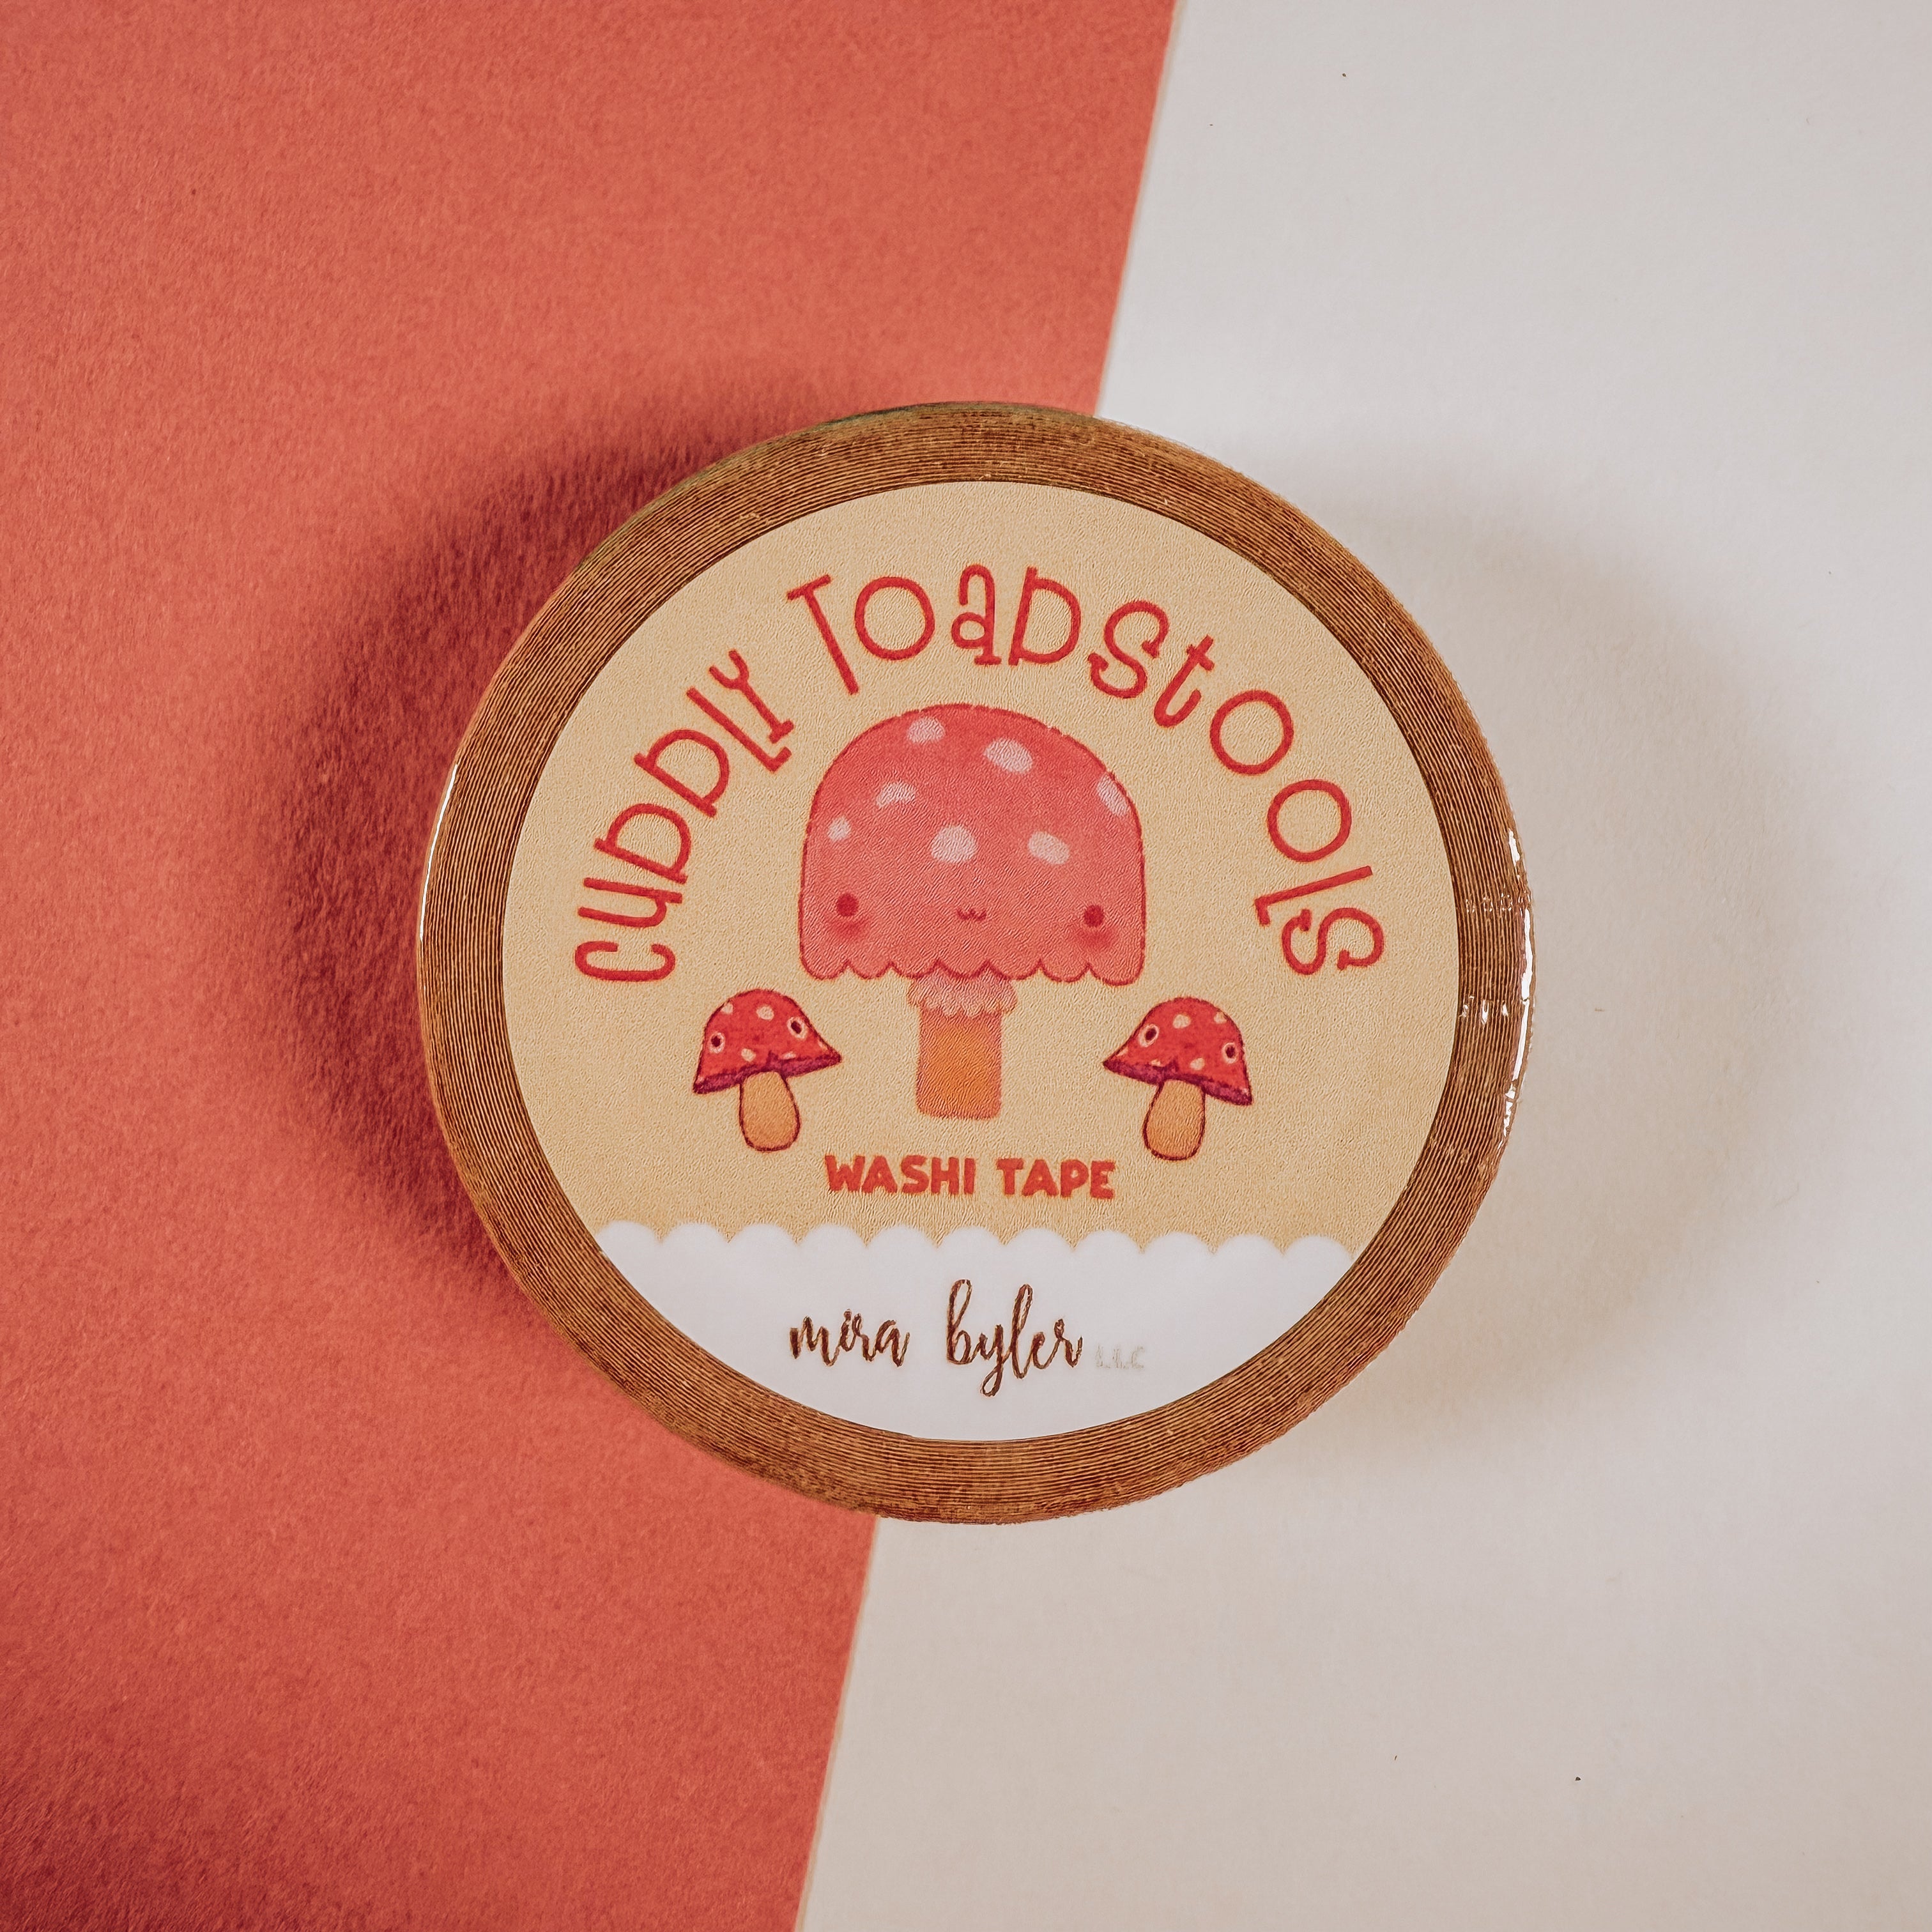 cuDDly ToaDStoolS
WASHI TAPE
mira byler LLC